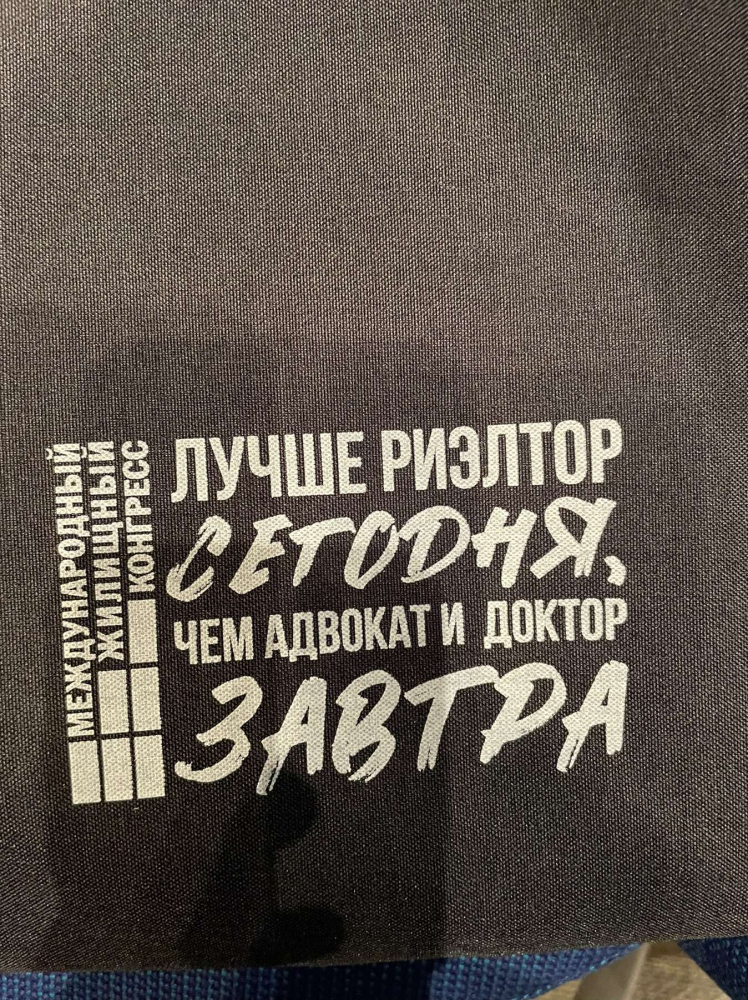 МЕЖДУНАРОДНЫЙ
ЖИЛИЩНЫЙ
КОНГРЕСС
ЛУЧШЕ РИЭЛТОР
СЕГОДНЯ,
ЧЕМ АДВОКАТ И ДОКТОР
ЗАВТРА